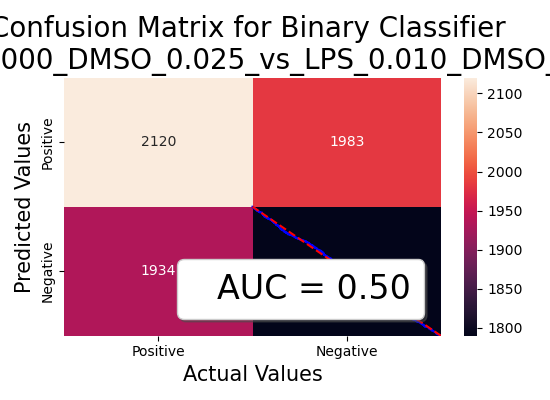 Confusion Matrix for Binary Classifier
000_DMSO_0.025_vs_LPS_0.010_DMSO_
Predicted Values
Positive
Negative
2120
1983
1934
AUC = 0.50
Positive
Negative
Actual Values
2100
2050
2000
1950
1900
1850
1800